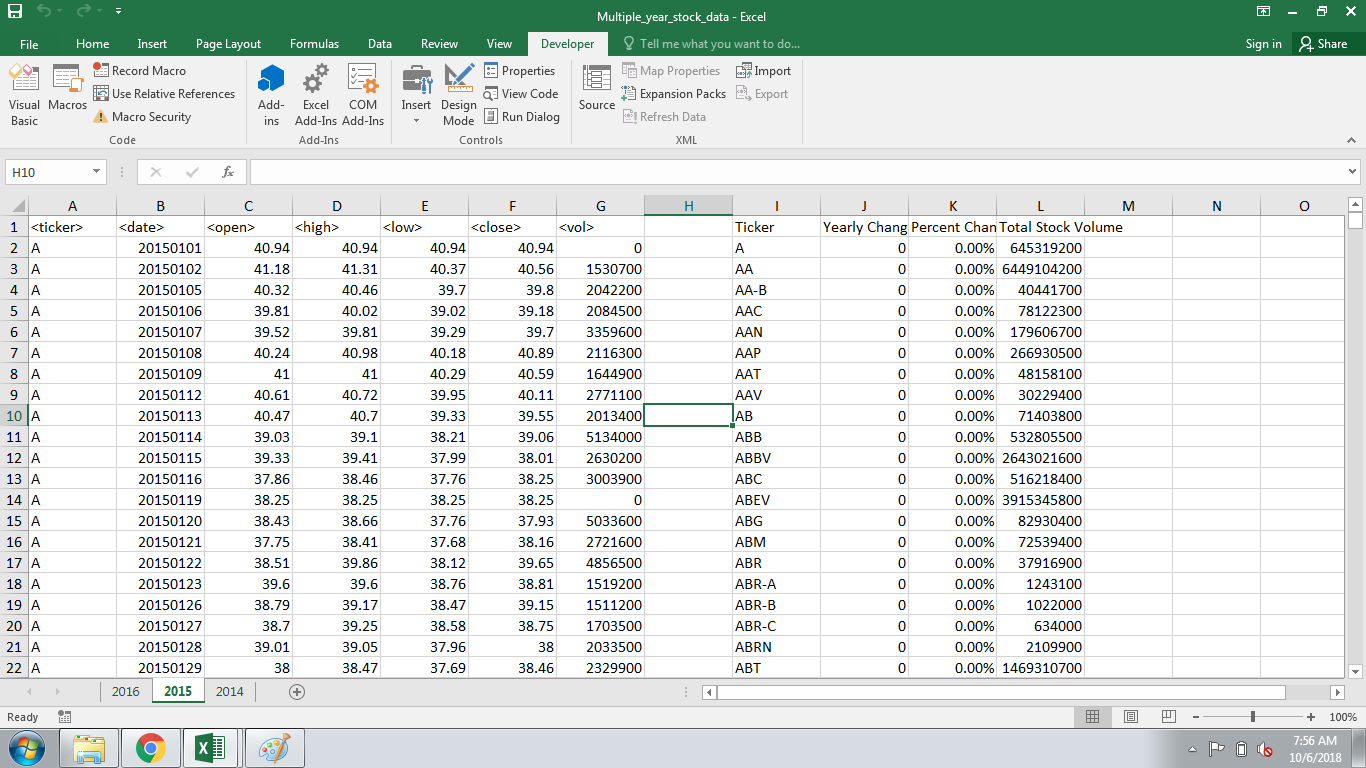 Multiple_year_stock_data - Excel
File Home Insert Page Layout Formulas Data Review View Developer Tell me what you want to do... Sign in Share
Visual Basic
Macros
Record Macro
Use Relative References
Macro Security
Code
Add-ins
Excel Add-Ins
COM Add-Ins
Add-Ins
Insert
Design Mode
Properties
View Code
Run Dialog
Controls
Source
Map Properties
Expansion Packs
Refresh Data
Import
Export
XML
H10 fx
A B C D E F G H I J K L M N O
1 <ticker> <date> <open> <high> <low> <close> <vol> Ticker Yearly Chang Percent Chan Total Stock Volume
2 A 20150101 40.94 40.94 40.94 40.94 0 A 0 0.00% 645319200
3 A 20150102 41.18 41.31 40.37 40.56 1530700 AA 0 0.00% 6449104200
4 A 20150105 40.32 40.46 39.7 39.8 2042200 AA-B 0 0.00% 40441700
5 A 20150106 39.81 40.02 39.02 39.18 2084500 AAC 0 0.00% 78122300
6 A 20150107 39.52 39.81 39.29 39.7 3359600 AAN 0 0.00% 179606700
7 A 20150108 40.24 40.98 40.18 40.89 2116300 AAP 0 0.00% 266930500
8 A 20150109 41 41 40.29 40.59 1644900 AAT 0 0.00% 48158100
9 A 20150112 40.61 40.72 39.95 40.11 2771100 AAV 0 0.00% 30229400
10 A 20150113 40.47 40.7 39.33 39.55 2013400 AB 0 0.00% 71403800
11 A 20150114 39.03 39.1 38.21 39.06 5134000 ABB 0 0.00% 532805500
12 A 20150115 39.33 39.41 37.99 38.01 2630200 ABBV 0 0.00% 2643021600
13 A 20150116 37.86 38.46 37.76 38.25 3003900 ABC 0 0.00% 516218400
14 A 20150119 38.25 38.25 38.25 38.25 0 ABEV 0 0.00% 3915345800
15 A 20150120 38.43 38.66 37.76 37.93 5033600 ABG 0 0.00% 82930400
16 A 20150121 37.75 38.41 37.68 38.16 2721600 ABM 0 0.00% 72539400
17 A 20150122 38.51 39.86 38.12 39.65 4856500 ABR 0 0.00% 37916900
18 A 20150123 39.6 39.6 38.76 38.81 1519200 ABR-A 0 0.00% 1243100
19 A 20150126 38.79 39.17 38.47 39.15 1511200 ABR-B 0 0.00% 1022000
20 A 20150127 38.7 39.25 38.58 38.75 1703500 ABR-C 0 0.00% 634000
21 A 20150128 39.01 39.05 37.96 38 2033500 ABRN 0 0.00% 2109900
22 A 20150129 38 38.47 37.69 38.46 2329900 ABT 0 0.00% 1469310700
2016 2015 2014
Ready 100%
7:56 AM
10/6/2018